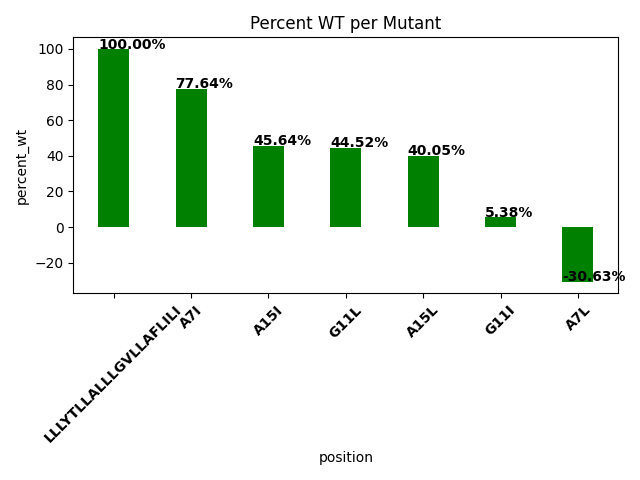 Percent WT per Mutant
percent_wt
100
80
60
40
20
0
−20
100.00%
77.64%
45.64%
44.52%
40.05%
5.38%
-30.63%
LLLYTLLALLLGVLLAFLILI
A7I
A15I
G11L
A15L
G11I
A7L
position